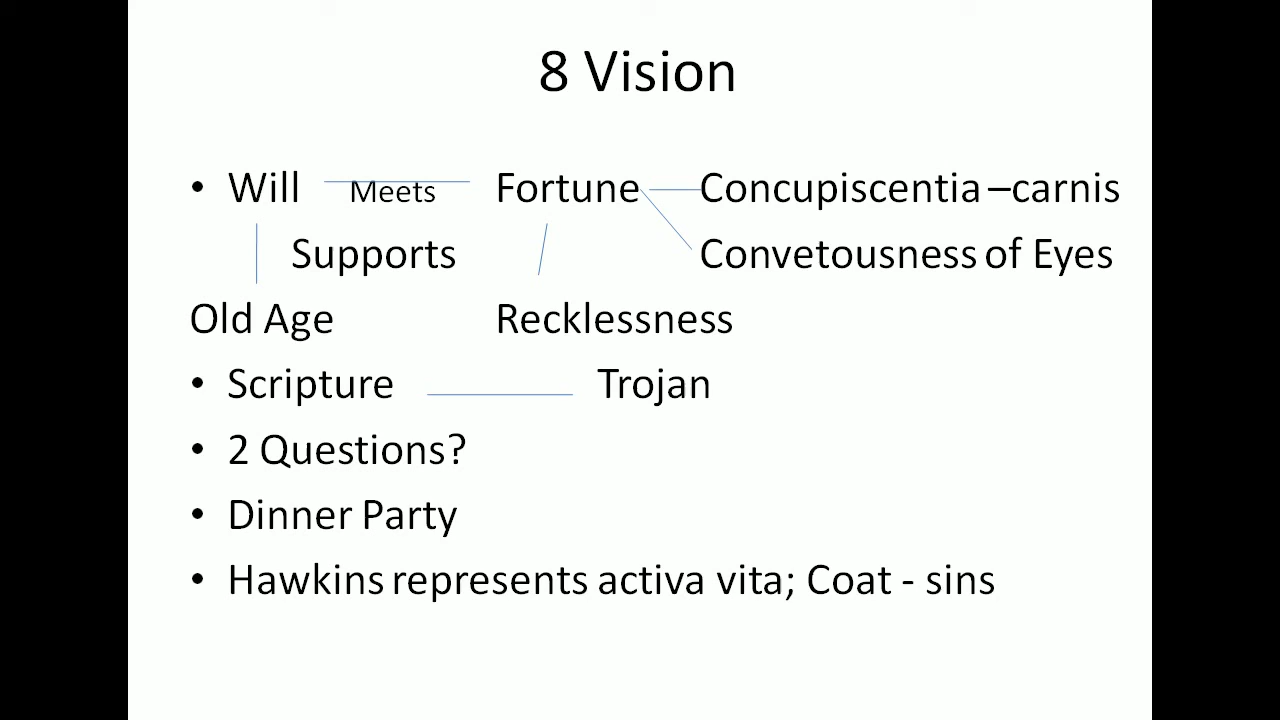 8 Vision
• Will Meets Fortune Concupiscentia –carnis
Supports Convetousness of Eyes
Old Age Recklessness
• Scripture Trojan
• 2 Questions?
• Dinner Party
• Hawkins represents activa vita; Coat - sins